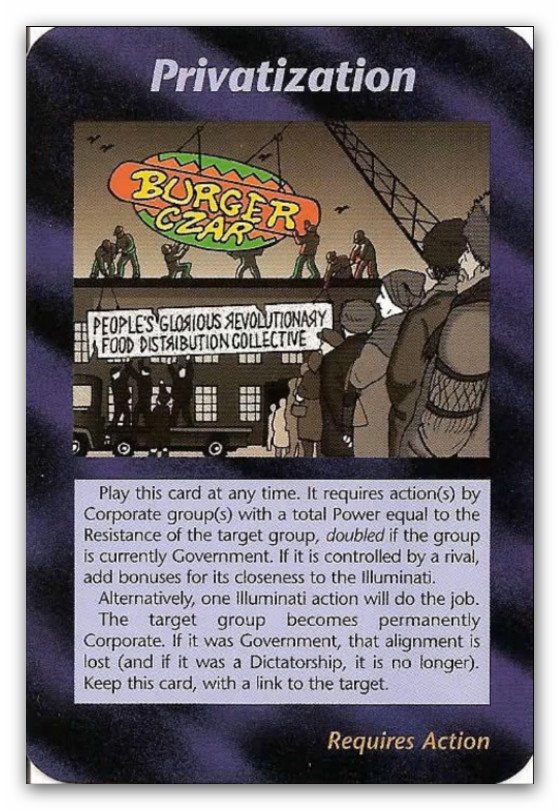 Privatization
BURGER
CZAR
PEOPLE'S GLOЯIOUS ЯEVOLUTIONAЯY
FOOD DISTЯIBUTION COLLECTIVE
Play this card at any time. It requires action(s) by
Corporate group(s) with a total Power equal to the
Resistance of the target group, doubled if the group
is currently Government. If it is controlled by a rival,
add bonuses for its closeness to the Illuminati.
Alternatively, one Illuminati action will do the job.
The target group becomes permanently
Corporate. If it was Government, that alignment is
lost (and if it was a Dictatorship, it is no longer).
Keep this card, with a link to the target.
Requires Action